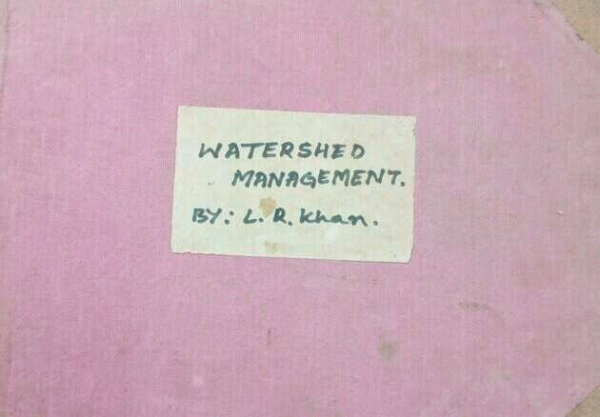 WATERSHED
MANAGEMENT.
BY: L. R. Khan.